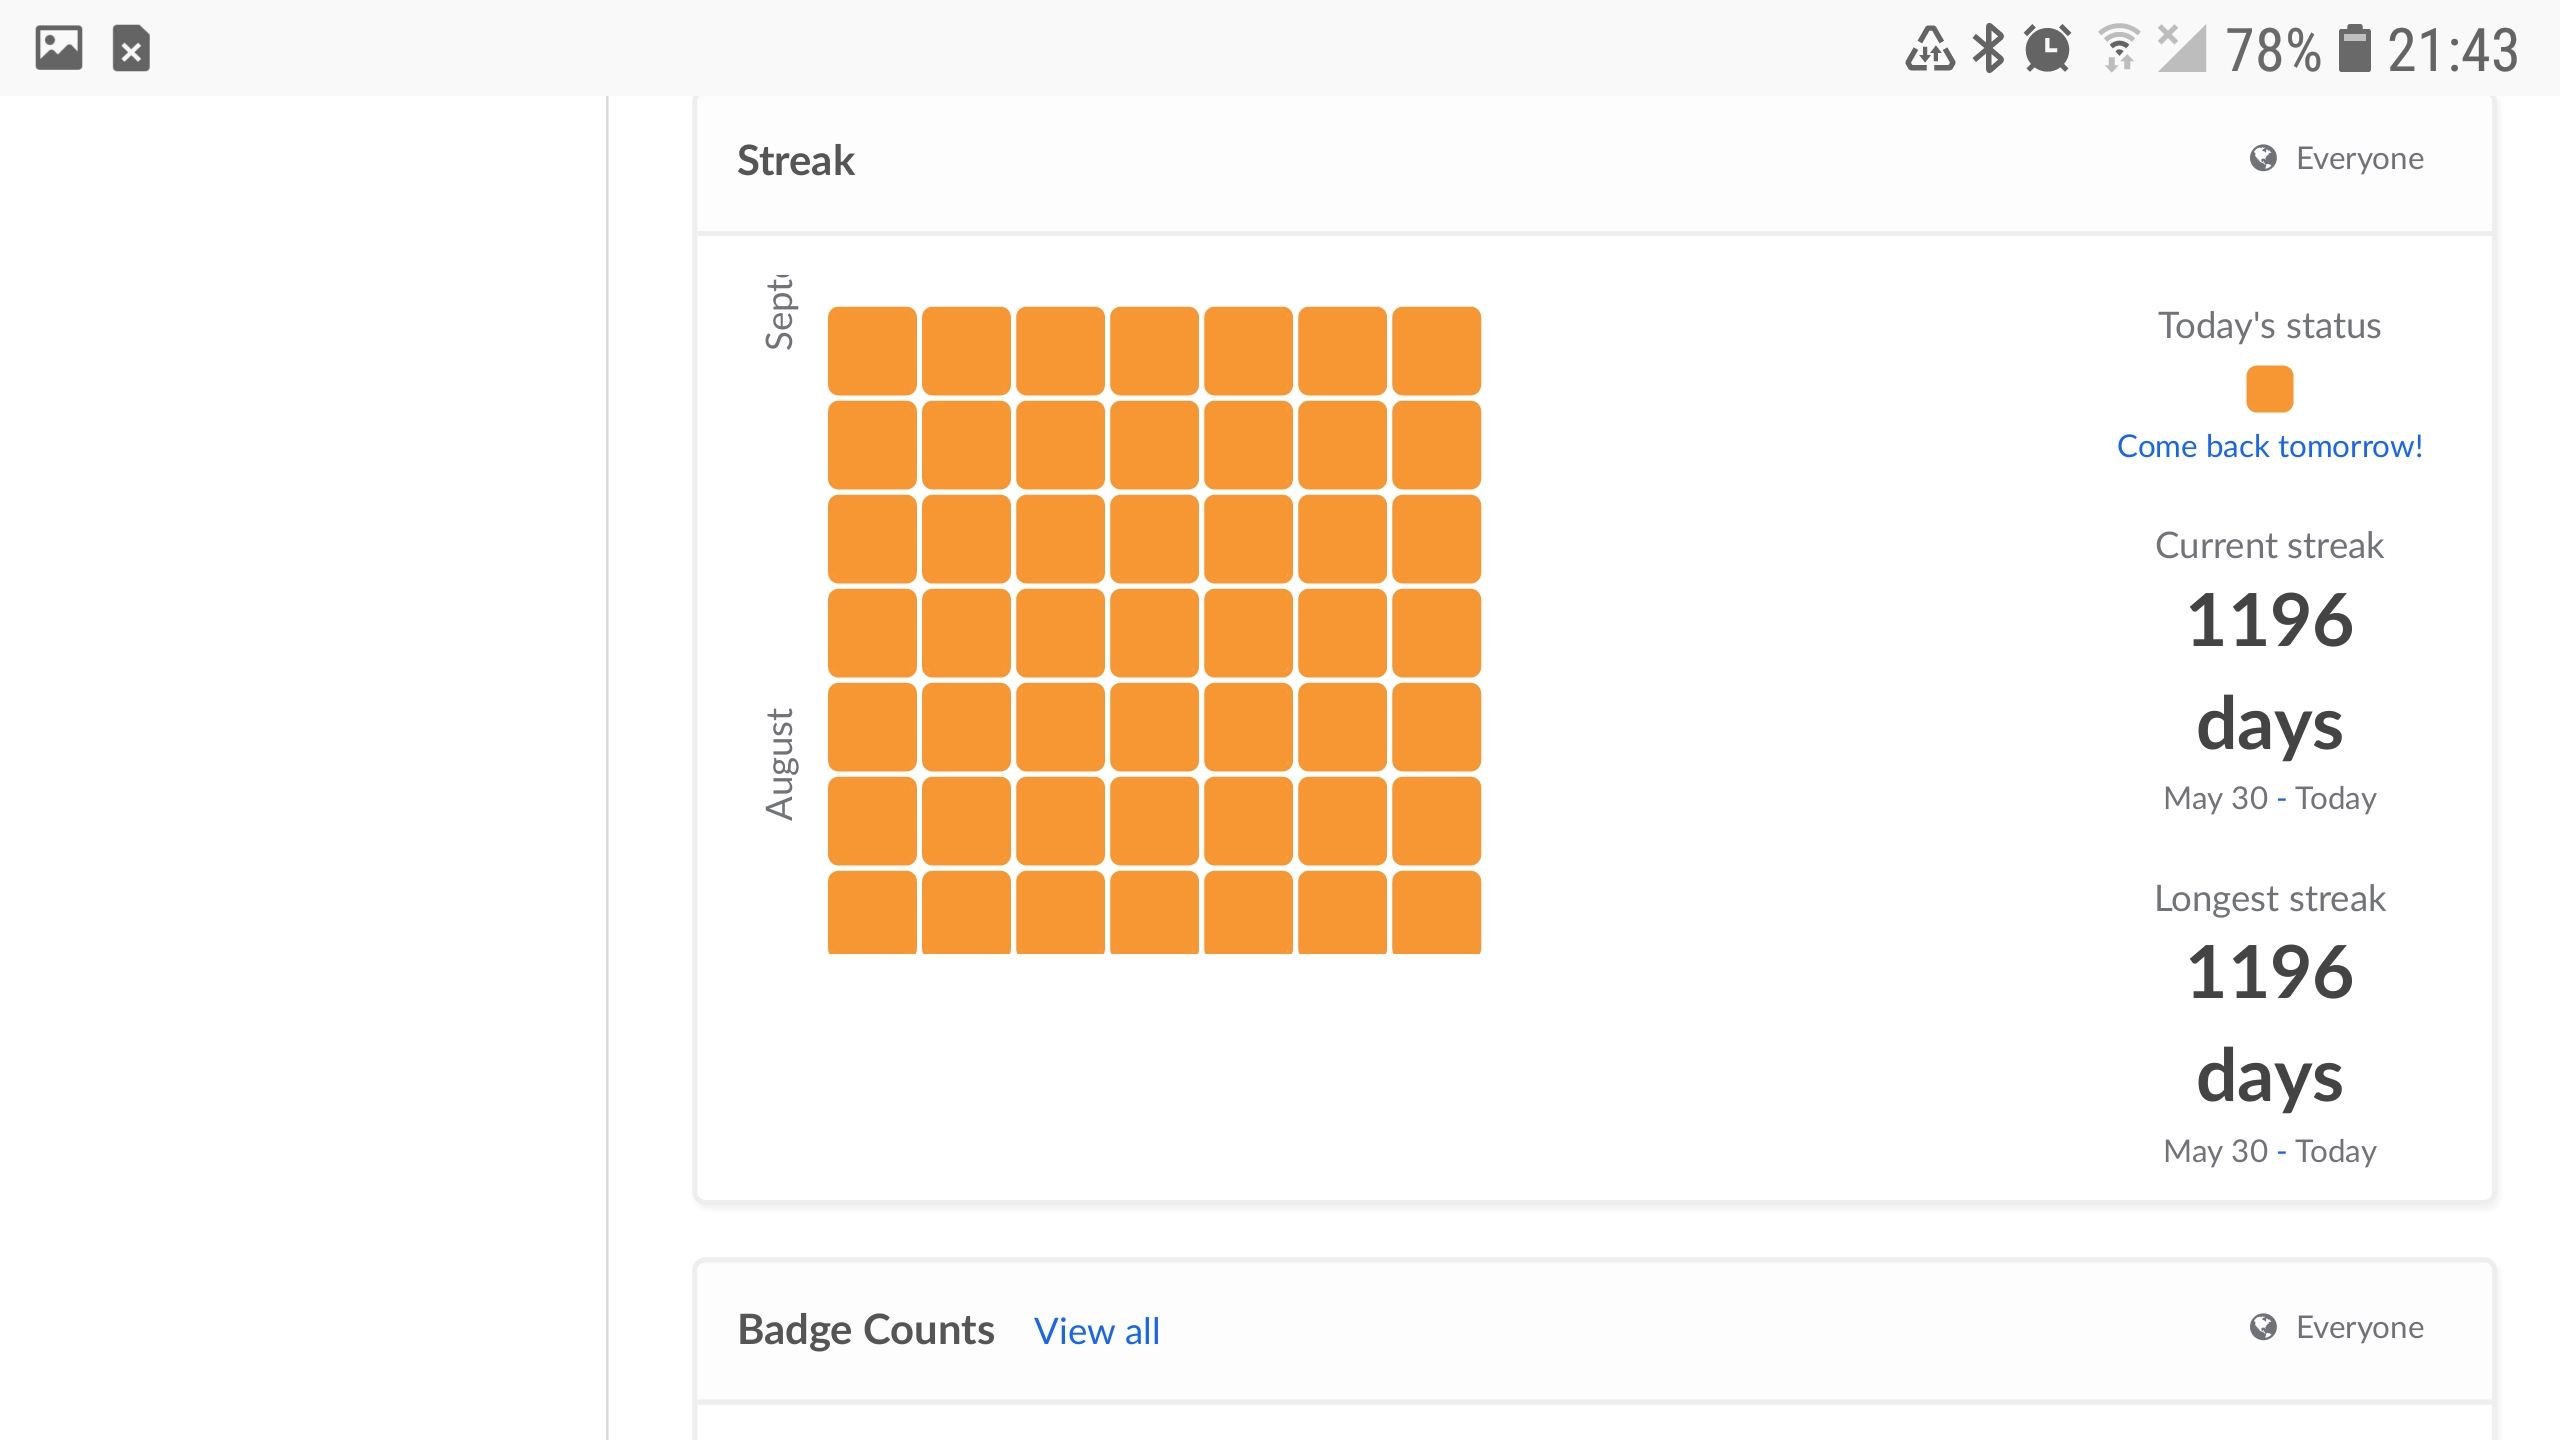 78% 21:43
Streak
Everyone
Sept
August
Today's status
Come back tomorrow!
Current streak
1196
days
May 30 - Today
Longest streak
1196
days
May 30 - Today
Badge Counts View all
Everyone